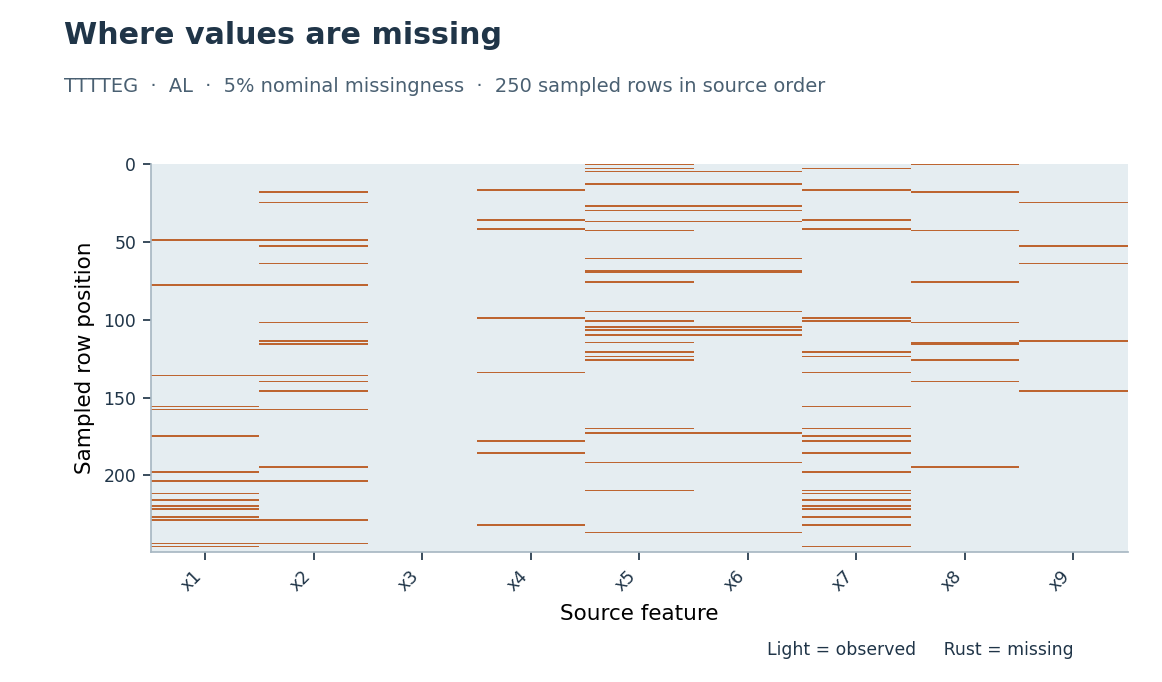 Where values are missing
TTTTEG · AL · 5% nominal missingness · 250 sampled rows in source order
0
50
100
150
200
Sampled row position
x1 x2 x3 x4 x5 x6 x7 x8 x9
Source feature
Light = observed Rust = missing